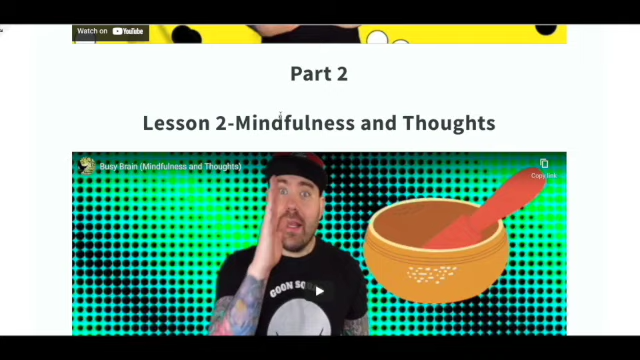 Watch on YouTube
Part 2
Lesson 2-Mindfulness and Thoughts
Busy Brain (Mindfulness and Thoughts)
Copy link